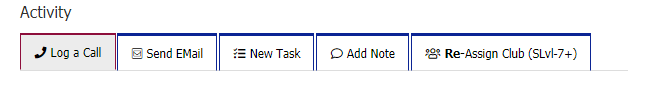 Activity
Log a Call Send EMail New Task Add Note Re-Assign Club (SLvl-7+)